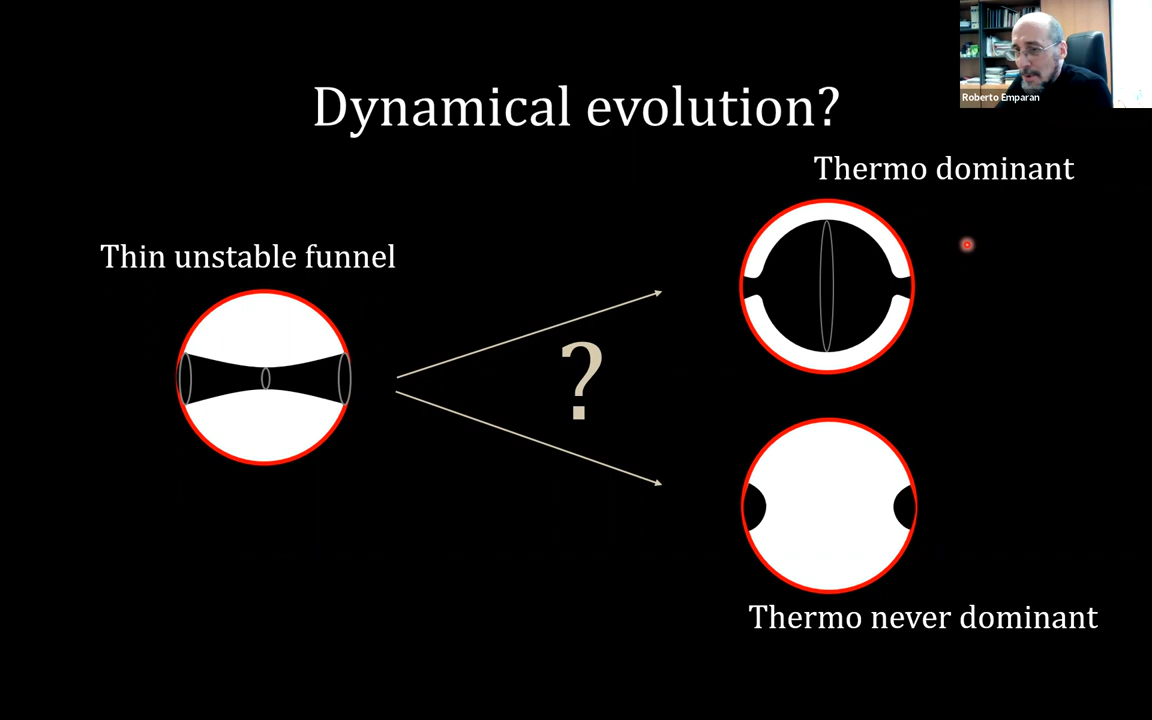 Roberto Emparan
Dynamical evolution?
Thermo dominant
Thin unstable funnel
?
Thermo never dominant